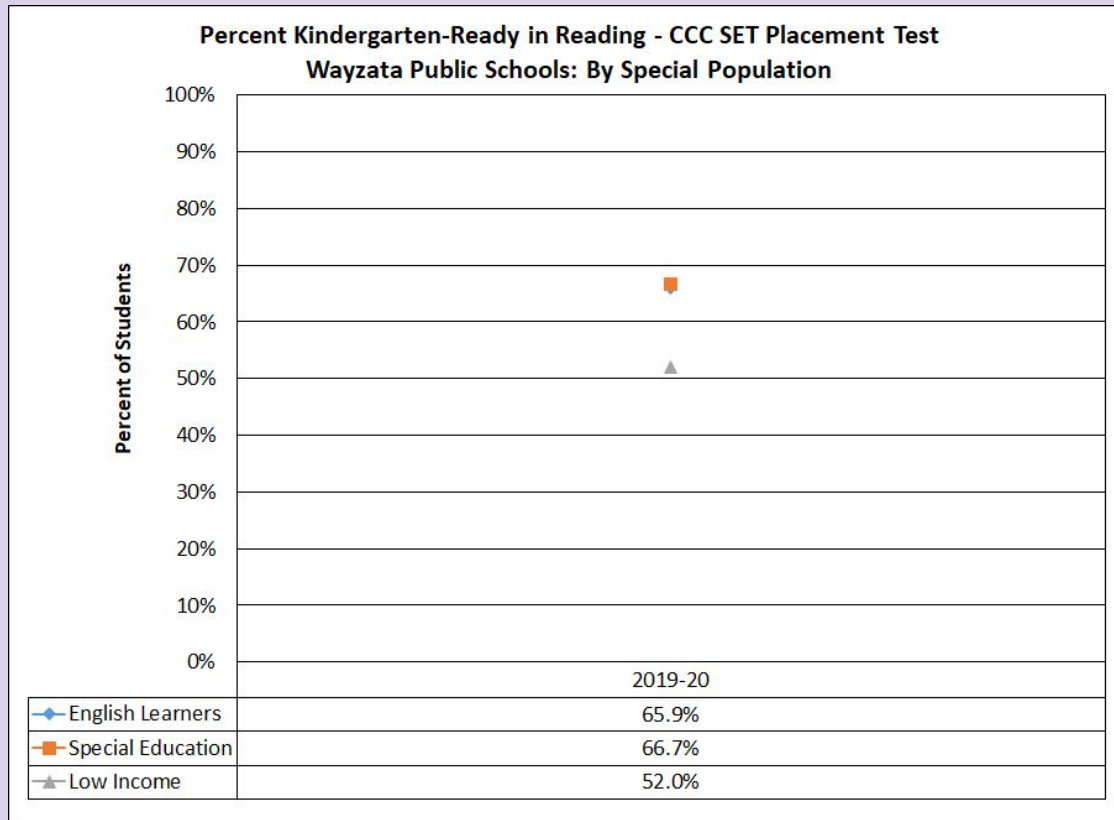 Percent Kindergarten-Ready in Reading - CCC SET Placement Test
Wayzata Public Schools: By Special Population
100%
90%
80%
70%
60%
50%
40%
30%
20%
10%
0%
Percent of Students
2019-20
English Learners 65.9%
Special Education 66.7%
Low Income 52.0%